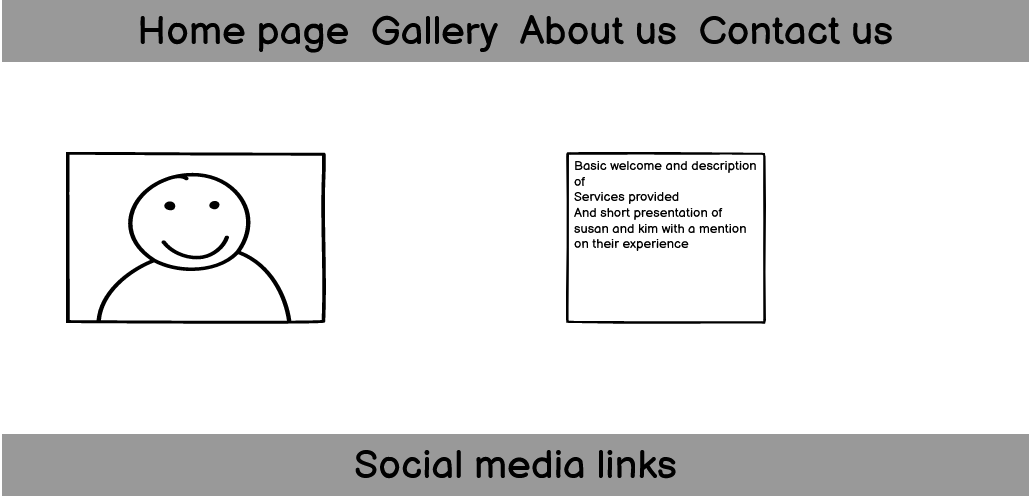 Home page Gallery About us Contact us
Basic welcome and description
of
Services provided
And short presentation of
susan and kim with a mention
on their experience
Social media links